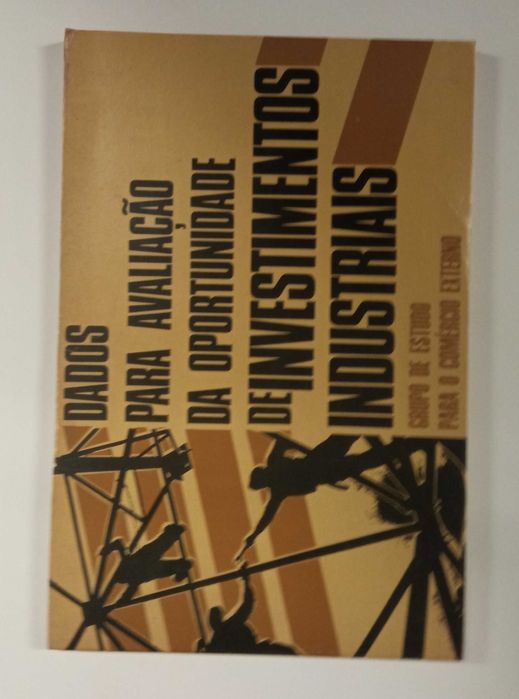 DADOS
PARA AVALIAÇÃO
DA OPORTUNIDADE
DE INVESTIMENTOS
INDUSTRIAIS
GRUPO DE ESTUDO
PARA O COMÉRCIO EXTERNO